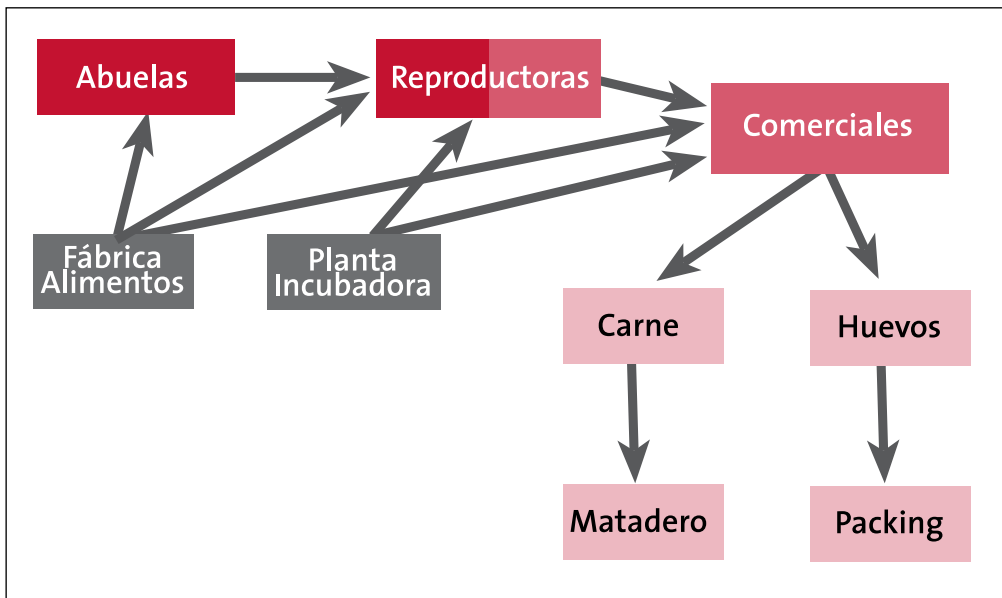 Abuelas
Reproductoras
Comerciales
Fábrica
Alimentos
Planta
Incubadora
Carne
Huevos
Matadero
Packing